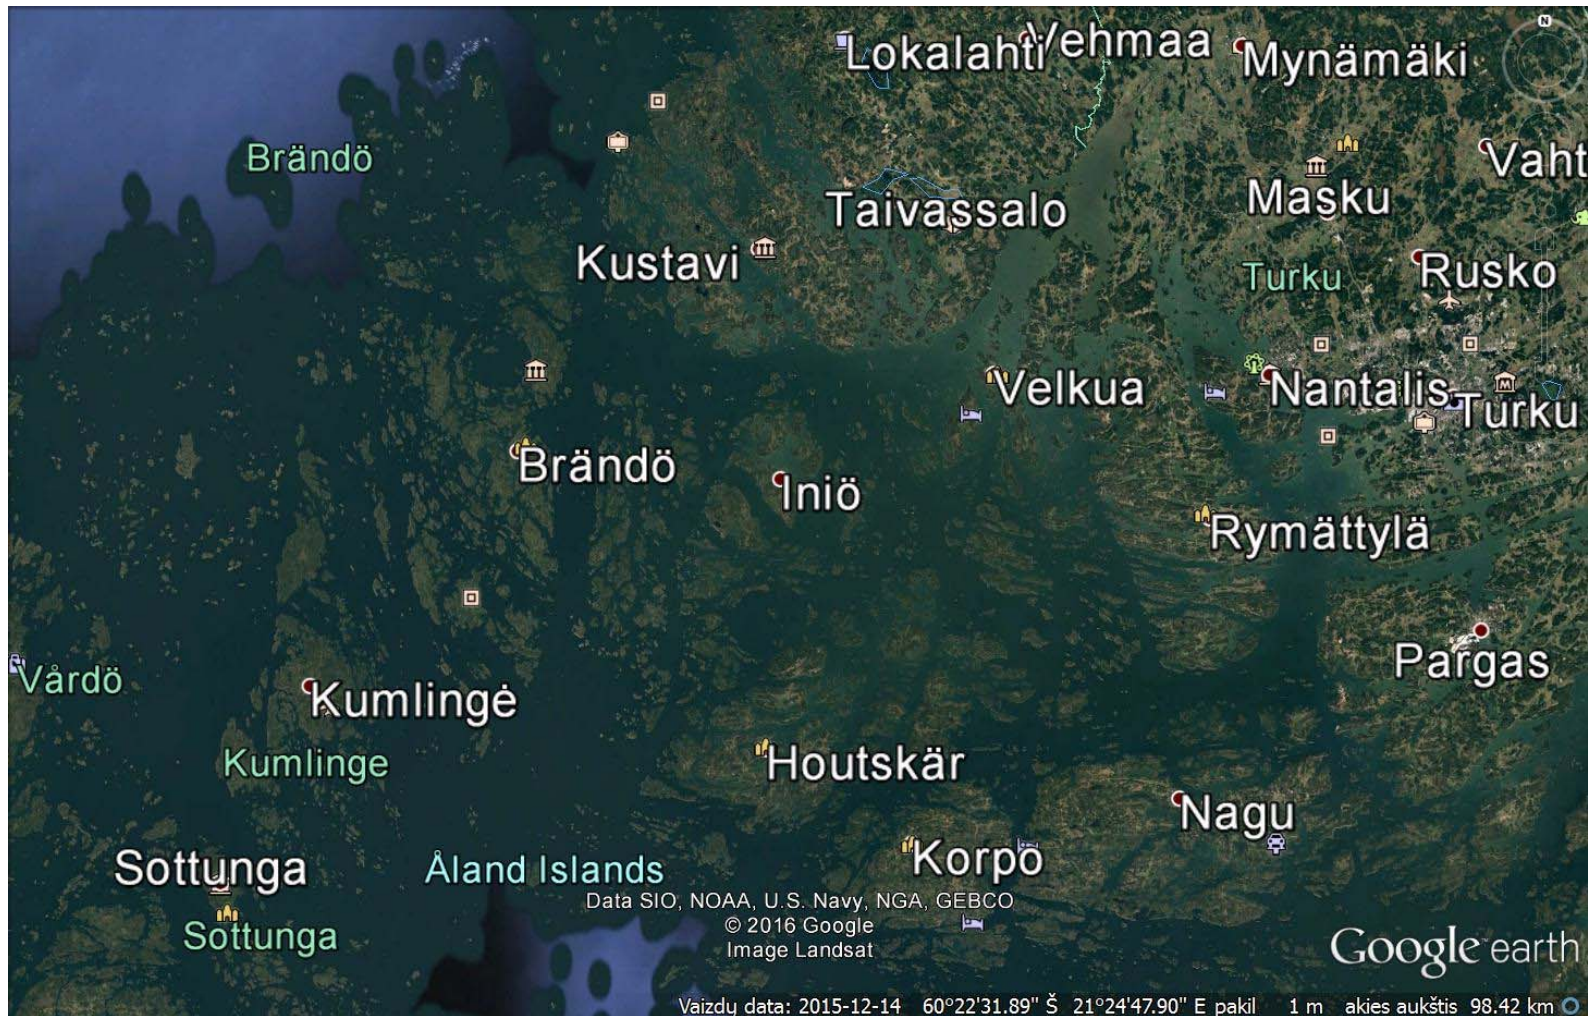 N
Lokalahti
Vehmaa
Mynämäki
Brändö
Vaht
Masku
Taivassalo
Kustavi
Turku
Rusko
Velkua
Nantalis
Turku
Brändö
Iniö
Rymättylä
Pargas
Vårdö
Kumlingė
Kumlinge
Houtskär
Nagu
Korpo
Sottunga
Åland Islands
Data SIO, NOAA, U.S. Navy, NGA, GEBCO
© 2016 Google
Image Landsat
Sottunga
Google earth
Vaizdų data: 2015-12-14 60°22'31.89" Š 21°24'47.90" E pakil 1 m akies aukštis 98.42 km